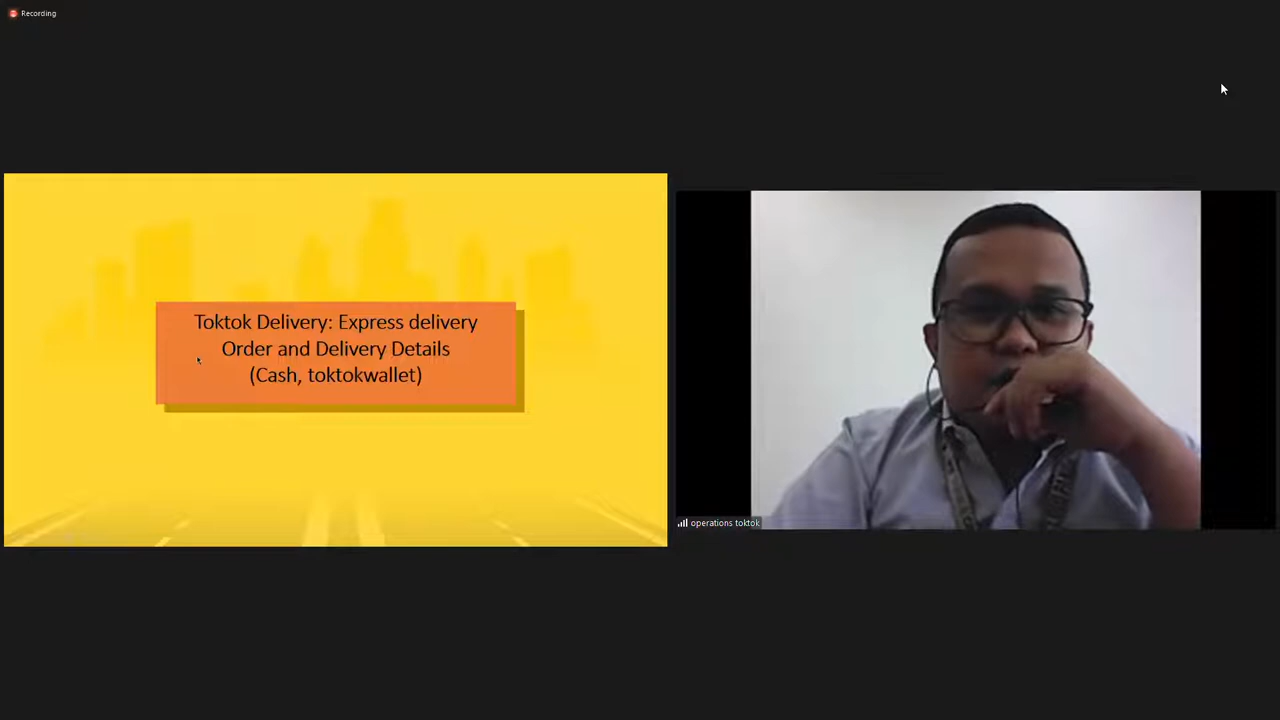 Recording
Toktok Delivery: Express delivery
Order and Delivery Details
(Cash, toktokwallet)
operations toktok